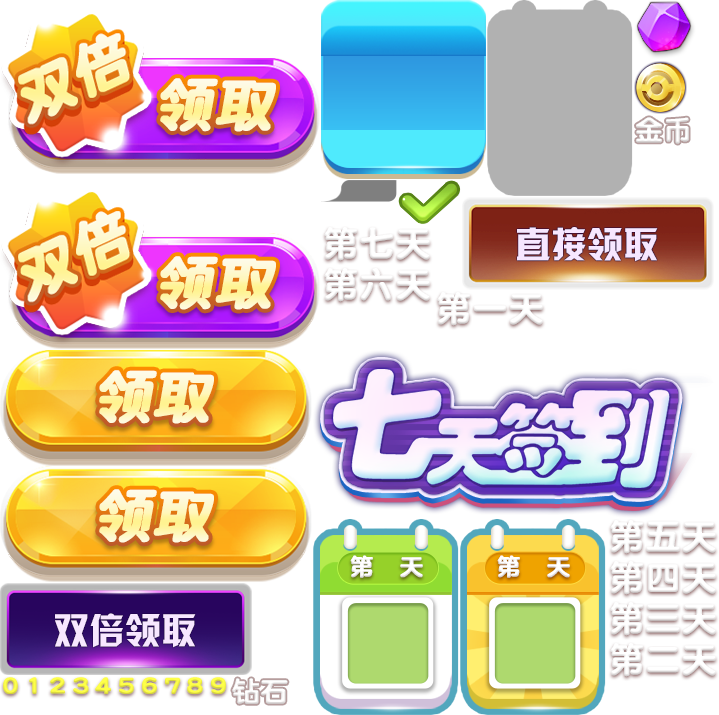 双倍
领取
金币
双倍
领取
第七天
第六天
直接领取
第一天
领取
七天签到
领取
第 天
第 天
第五天
第四天
第三天
第二天
双倍领取
0123456789
钻石